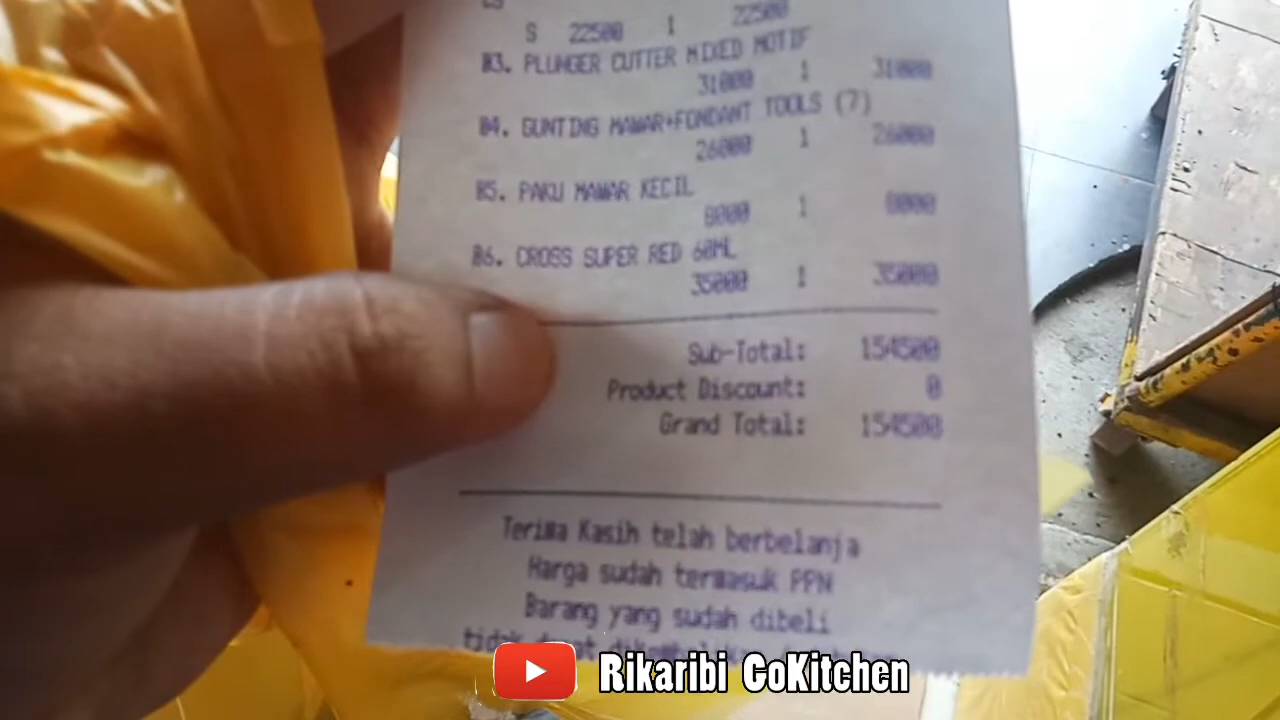 S 22500 1 22500
03. PLUNGER CUTTER MIXED MOTIF
31000 1 31000
04. GUNTING MAWAR+FONDANT TOOLS (7)
26000 1 26000
05. PAKU MAWAR KECIL
8000 1 8000
06. CROSS SUPER RED 60ML
35000 1 35000
Sub-Total: 154500
Product Discount: 0
Grand Total: 154500
Terima Kasih telah berbelanja
Harga sudah termasuk PPN
Barang yang sudah dibeli
tidak
Rikaribi GoKitchen